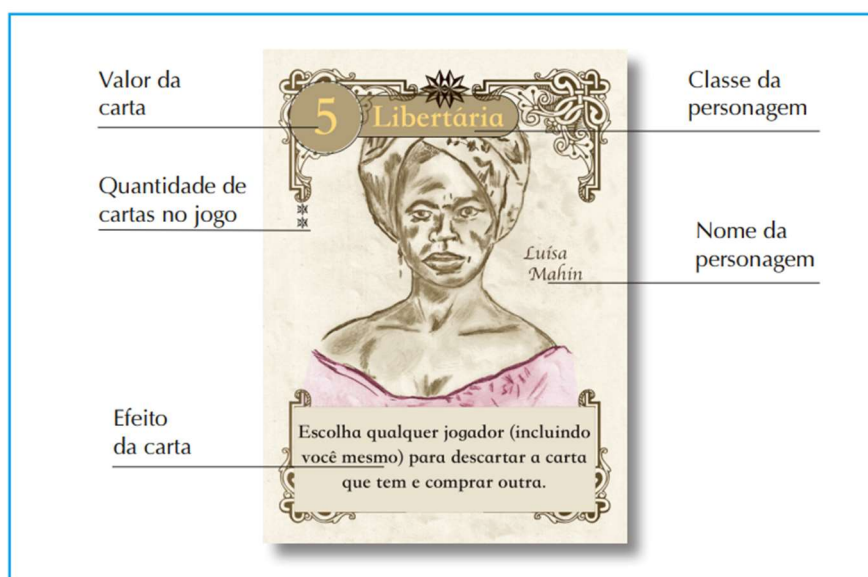 Valor da
carta
Quantidade de
cartas no jogo
Efeito
da carta
5 Libertária
Luísa
Mahin
Escolha qualquer jogador (incluindo
você mesmo) para descartar a carta
que tem e comprar outra.
Classe da
personagem
Nome da
personagem